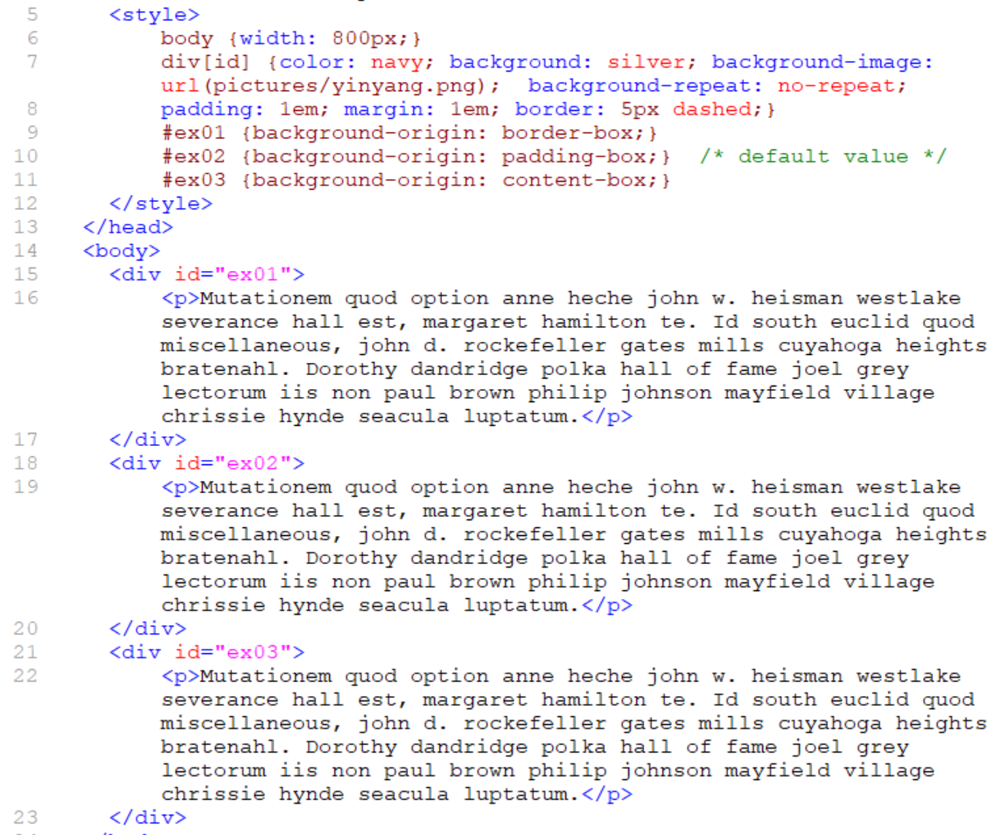 5 <style>
6 body {width: 800px;}
7 div[id] {color: navy; background: silver; background-image:
url(pictures/yinyang.png); background-repeat: no-repeat;
8 padding: 1em; margin: 1em; border: 5px dashed;}
9 #ex01 {background-origin: border-box;}
10 #ex02 {background-origin: padding-box;} /* default value */
11 #ex03 {background-origin: content-box;}
12 </style>
13 </head>
14 <body>
15 <div id="ex01">
16 <p>Mutationem quod option anne heche john w. heisman westlake
severance hall est, margaret hamilton te. Id south euclid quod
miscellaneous, john d. rockefeller gates mills cuyahoga heights
bratenahl. Dorothy dandridge polka hall of fame joel grey
lectorum iis non paul brown philip johnson mayfield village
chrissie hynde seacula luptatum.</p>
17 </div>
18 <div id="ex02">
19 <p>Mutationem quod option anne heche john w. heisman westlake
severance hall est, margaret hamilton te. Id south euclid quod
miscellaneous, john d. rockefeller gates mills cuyahoga heights
bratenahl. Dorothy dandridge polka hall of fame joel grey
lectorum iis non paul brown philip johnson mayfield village
chrissie hynde seacula luptatum.</p>
20 </div>
21 <div id="ex03">
22 <p>Mutationem quod option anne heche john w. heisman westlake
severance hall est, margaret hamilton te. Id south euclid quod
miscellaneous, john d. rockefeller gates mills cuyahoga heights
bratenahl. Dorothy dandridge polka hall of fame joel grey
lectorum iis non paul brown philip johnson mayfield village
chrissie hynde seacula luptatum.</p>
23 </div>